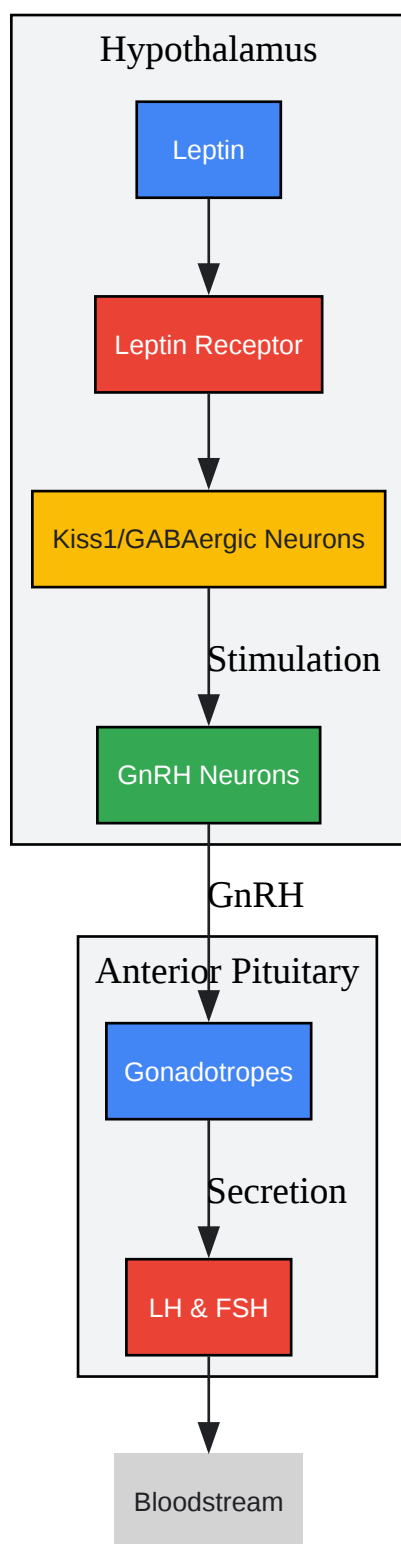 Hypothalamus
Leptin
Leptin Receptor
Kiss1/GABAergic Neurons
Stimulation
GnRH Neurons
GnRH
Anterior Pituitary
Gonadotropes
Secretion
LH & FSH
Bloodstream